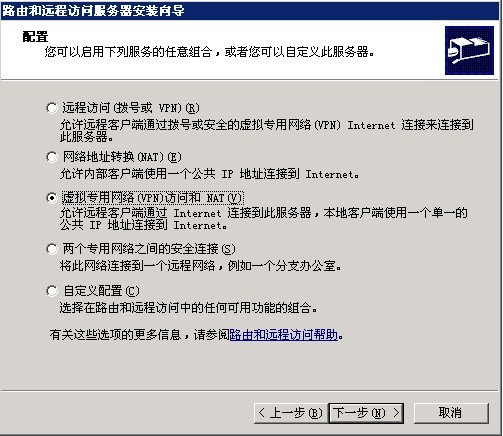 路由和远程访问服务器安装向导
配置
您可以启用下列服务的任意组合，或者您可以自定义此服务器。
远程访问(拨号或 VPN)(R)
允许远程客户端通过拨号或安全的虚拟专用网络(VPN) Internet 连接来连接到
此服务器。
网络地址转换(NAT)(E)
允许内部客户端使用一个公共 IP 地址连接到 Internet。
虚拟专用网络(VPN)访问和 NAT(V)
允许远程客户端通过 Internet 连接到此服务器，本地客户端使用一个单一的
公共 IP 地址连接到 Internet。
两个专用网络之间的安全连接(S)
将此网络连接到一个远程网络，例如一个分支办公室。
自定义配置(C)
选择在路由和远程访问中的任何可用功能的组合。
有关这些选项的更多信息，请参阅路由和远程访问帮助。
< 上一步(B) 下一步(N) > 取消